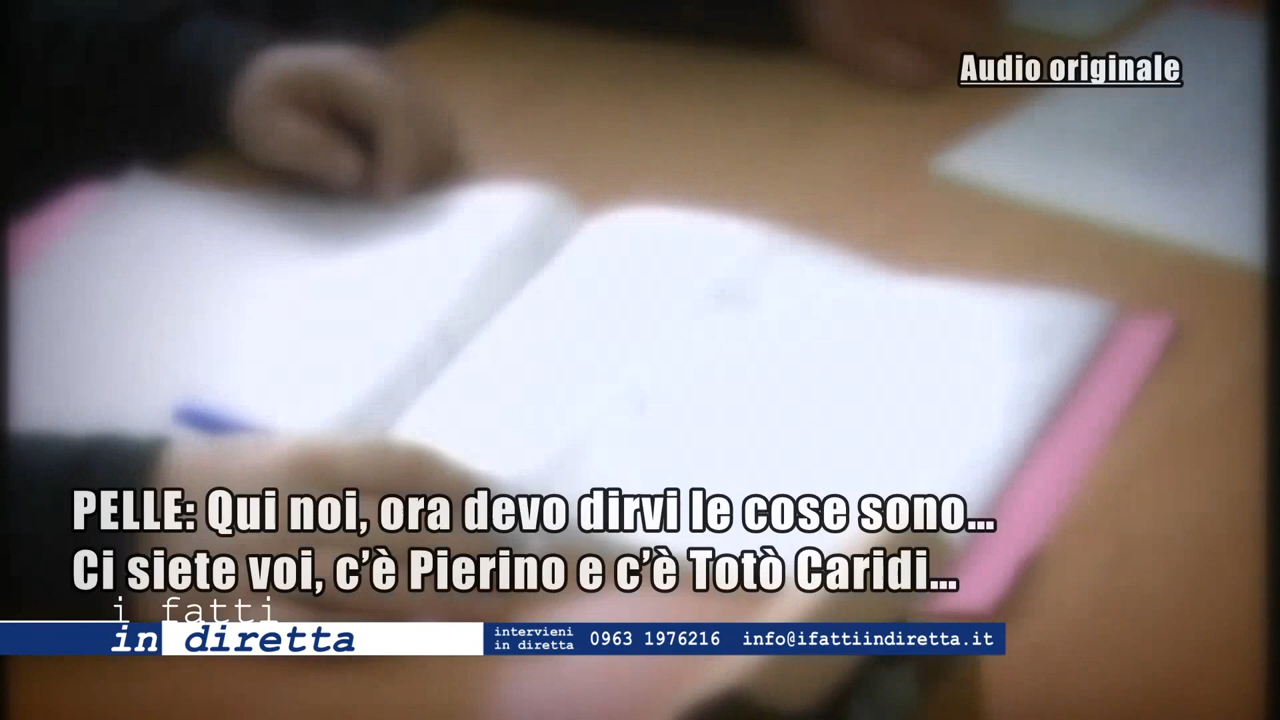 Audio originale
PELLE: Qui noi, ora devo dirvi le cose sono...
Ci siete voi, c'è Pierino e c'è Totò Caridi...
i fatti
in diretta
intervieni
in diretta
0963 1976216 info@ifattiindiretta.it